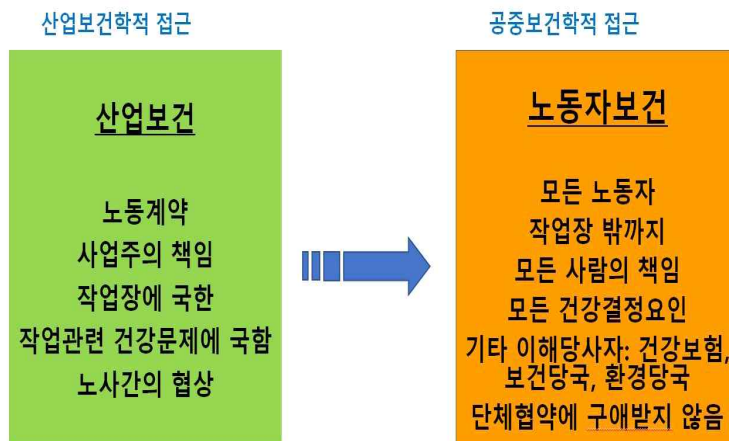 산업보건학적 접근
공중보건학적 접근
산업보건
노동계약
사업주의 책임
작업장에 국한
작업관련 건강문제에 국함
노사간의 협상
노동자보건
모든 노동자
작업장 밖까지
모든 사람의 책임
모든 건강결정요인
기타 이해당사자: 건강보험,
보건당국, 환경당국
단체협약에 구애받지 않음